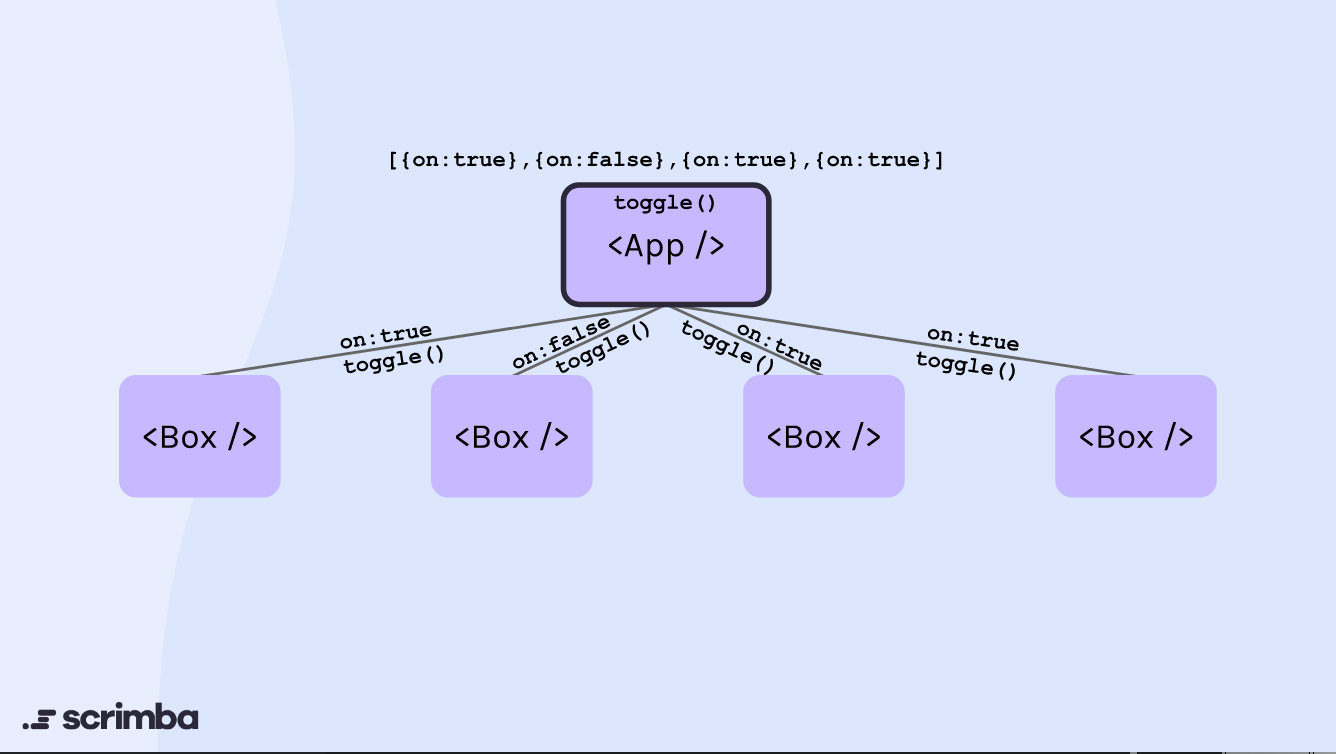 [{on:true},{on:false},{on:true},{on:true}]
toggle()
<App />
on:true
toggle()
on:false
toggle()
on:true
toggle()
on:true
toggle()
<Box />
<Box />
<Box />
<Box />
scrimba